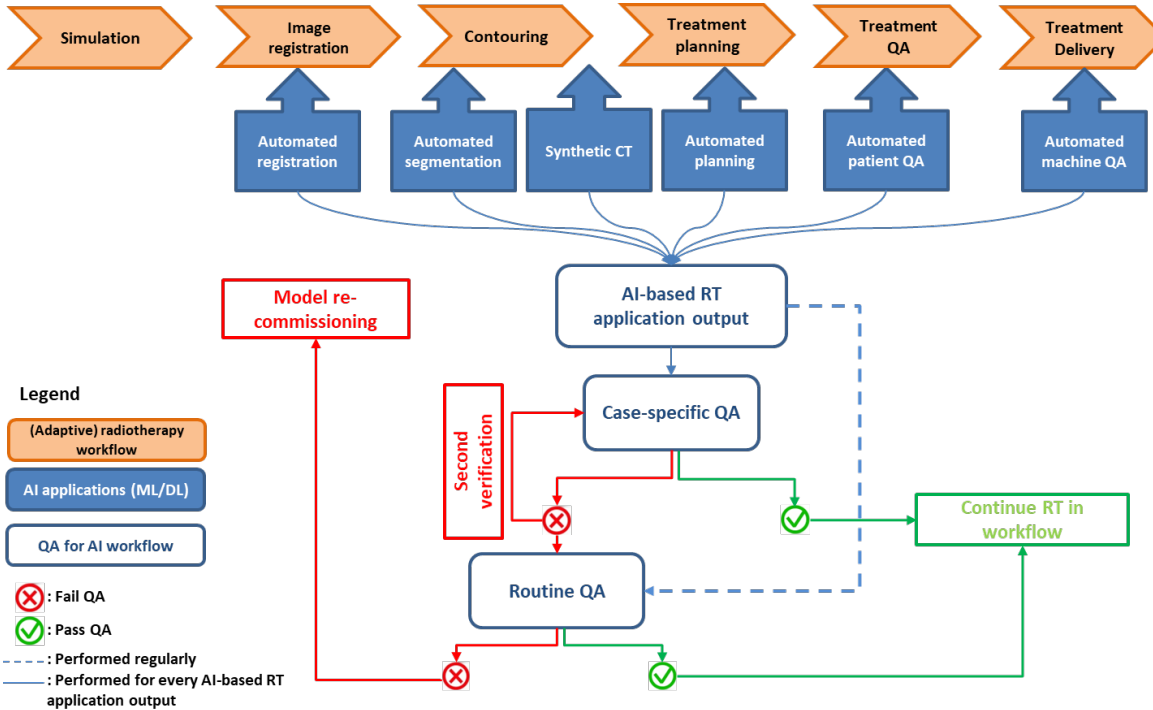 Simulation
Image
registration
Contouring
Treatment
planning
Treatment
QA
Treatment
Delivery
Automated
registration
Automated
segmentation
Synthetic CT
Automated
planning
Automated
patient QA
Automated
machine QA
AI-based RT
application output
Model re-
commissioning
Case-specific QA
Second
verification
Continue RT in
workflow
Routine QA
Legend
(Adaptive) radiotherapy
workflow
AI applications (ML/DL)
QA for AI workflow
: Fail QA
: Pass QA
: Performed regularly
: Performed for every AI-based RT
application output